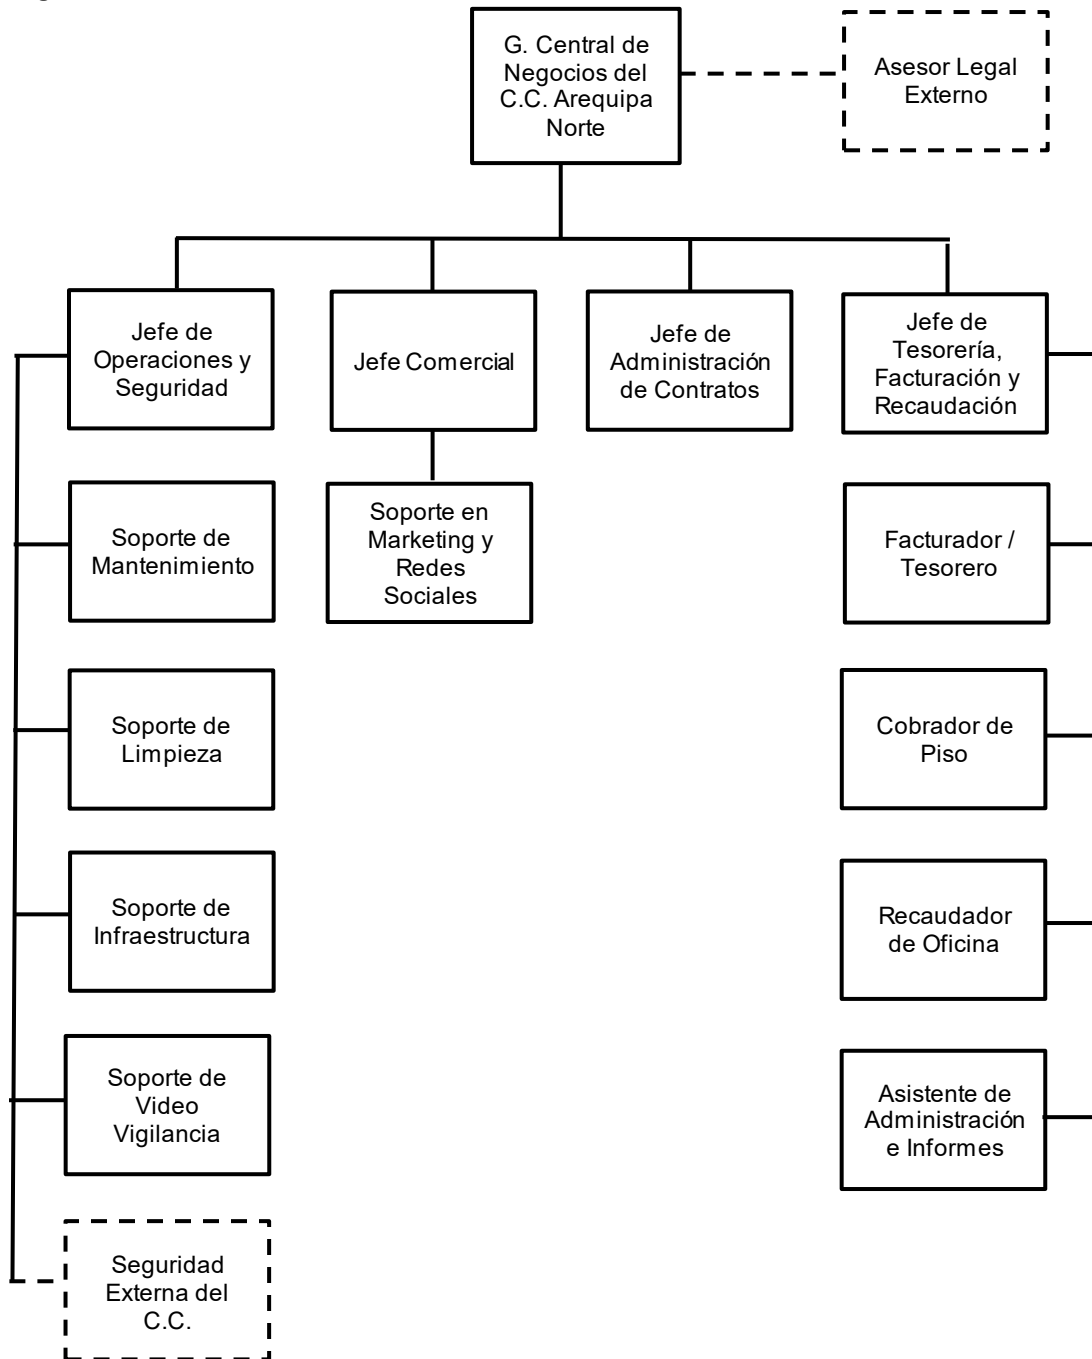 G. Central de
Negocios del
C.C. Arequipa
Norte
Asesor Legal
Externo
Jefe de
Operaciones y
Seguridad
Jefe Comercial
Jefe de
Administración
de Contratos
Jefe de
Tesorería,
Facturación y
Recaudación
Soporte de
Mantenimiento
Soporte en
Marketing y
Redes
Sociales
Facturador /
Tesorero
Soporte de
Limpieza
Cobrador de
Piso
Soporte de
Infraestructura
Recaudador
de Oficina
Soporte de
Video
Vigilancia
Asistente de
Administración
e Informes
Seguridad
Externa del
C.C.